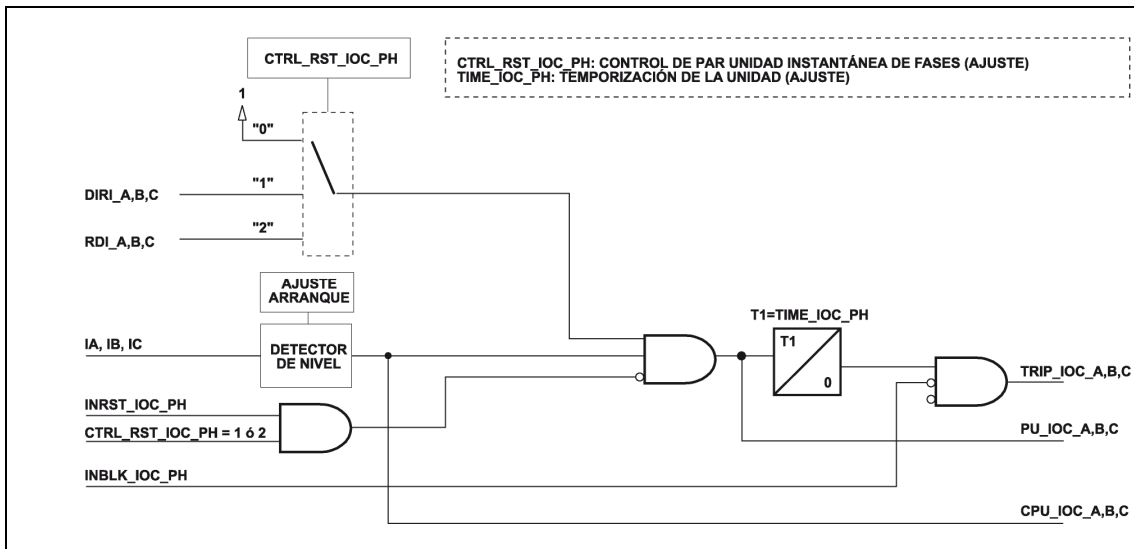 CTRL_RST_IOC_PH
CTRL_RST_IOC_PH: CONTROL DE PAR UNIDAD INSTANTÁNEA DE FASES (AJUSTE)
TIME_IOC_PH: TEMPORIZACIÓN DE LA UNIDAD (AJUSTE)
1
"0"
DIRI_A,B,C
"1"
RDI_A,B,C
"2"
AJUSTE
ARRANQUE
IA, IB, IC
DETECTOR
DE NIVEL
T1=TIME_IOC_PH
T1
0
TRIP_IOC_A,B,C
INRST_IOC_PH
CTRL_RST_IOC_PH = 1 ó 2
PU_IOC_A,B,C
INBLK_IOC_PH
CPU_IOC_A,B,C